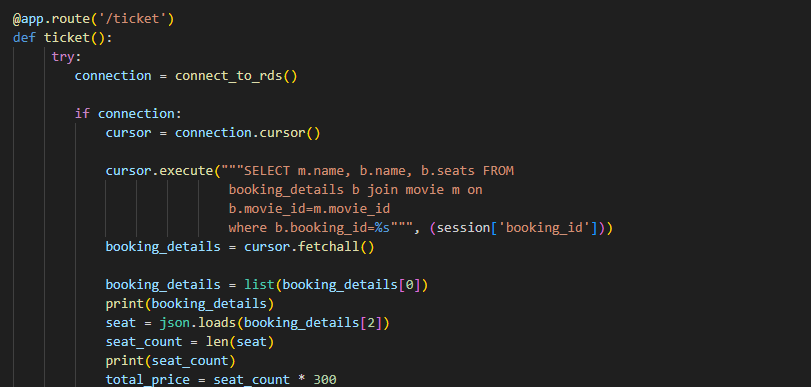 @app.route('/ticket')
def ticket():
try:
connection = connect_to_rds()
if connection:
cursor = connection.cursor()
cursor.execute("""SELECT m.name, b.name, b.seats FROM
booking_details b join movie m on
b.movie_id=m.movie_id
where b.booking_id=%s""", (session['booking_id']))
booking_details = cursor.fetchall()
booking_details = list(booking_details[0])
print(booking_details)
seat = json.loads(booking_details[2])
seat_count = len(seat)
print(seat_count)
total_price = seat_count * 300